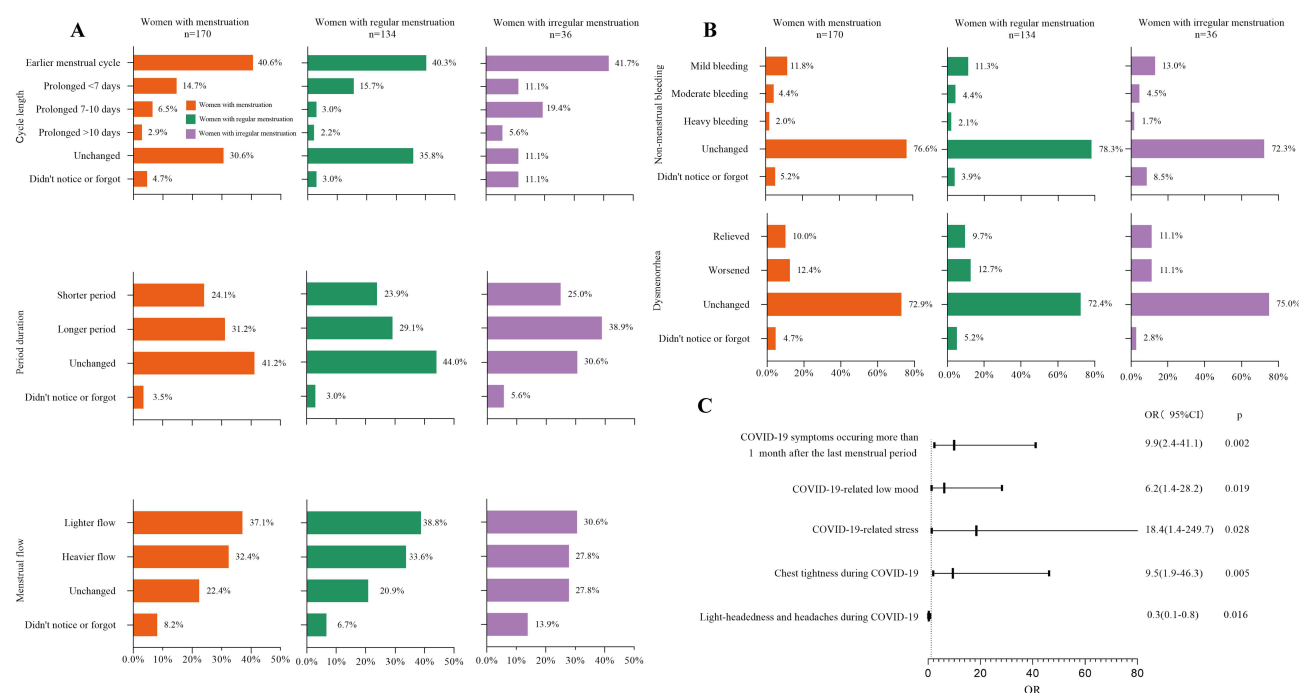 A
Women with menstruation
n=170
Women with regular menstruation
n=134
Women with irregular menstruation
n=36
Cycle length
Earlier menstrual cycle
40.6%
40.3%
41.7%
Prolonged <7 days
14.7%
15.7%
11.1%
Prolonged 7-10 days
6.5%
3.0%
19.4%
Prolonged >10 days
2.9%
2.2%
5.6%
Unchanged
30.6%
35.8%
11.1%
Didn't notice or forgot
4.7%
3.0%
11.1%
Women with menstruation
Women with regular menstruation
Women with irregular menstruation
Period duration
Shorter period
24.1%
23.9%
25.0%
Longer period
31.2%
29.1%
38.9%
Unchanged
41.2%
44.0%
30.6%
Didn't notice or forgot
3.5%
3.0%
5.6%
Menstrual flow
Lighter flow
37.1%
38.8%
30.6%
Heavier flow
32.4%
33.6%
27.8%
Unchanged
22.4%
20.9%
27.8%
Didn't notice or forgot
8.2%
6.7%
13.9%
0.0% 10% 20% 30% 40% 50%
0.0% 10% 20% 30% 40% 50%
0.0% 10% 20% 30% 40% 50%
B
Women with menstruation
n=170
Women with regular menstruation
n=134
Women with irregular menstruation
n=36
Non-menstrual bleeding
Mild bleeding
11.8%
11.3%
13.0%
Moderate bleeding
4.4%
4.4%
4.5%
Heavy bleeding
2.0%
2.1%
1.7%
Unchanged
76.6%
78.3%
72.3%
Didn't notice or forgot
5.2%
3.9%
8.5%
Dysmenorrhea
Relieved
10.0%
9.7%
11.1%
Worsened
12.4%
12.7%
11.1%
Unchanged
72.9%
72.4%
75.0%
Didn't notice or forgot
4.7%
5.2%
2.8%
0.0% 20% 40% 60% 80%
0.0% 20% 40% 60% 80%
0.0% 20% 40% 60% 80%
C
OR( 95%CI) p
COVID-19 symptoms occuring more than
1 month after the last menstrual period
9.9(2.4-41.1) 0.002
COVID-19-related low mood
6.2(1.4-28.2) 0.019
COVID-19-related stress
18.4(1.4-249.7) 0.028
Chest tightness during COVID-19
9.5(1.9-46.3) 0.005
Light-headedness and headaches during COVID-19
0.3(0.1-0.8) 0.016
0 20 40 60 80
OR